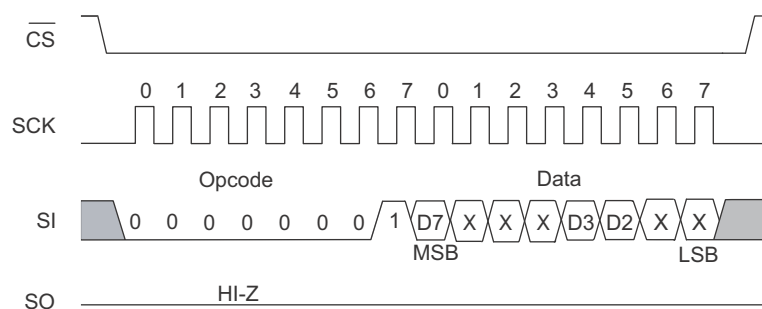 CS
0 1 2 3 4 5 6 7 0 1 2 3 4 5 6 7
SCK
Opcode Data
SI 0 0 0 0 0 0 0 1 D7 X X X D3 D2 X X
MSB LSB
HI-Z
SO